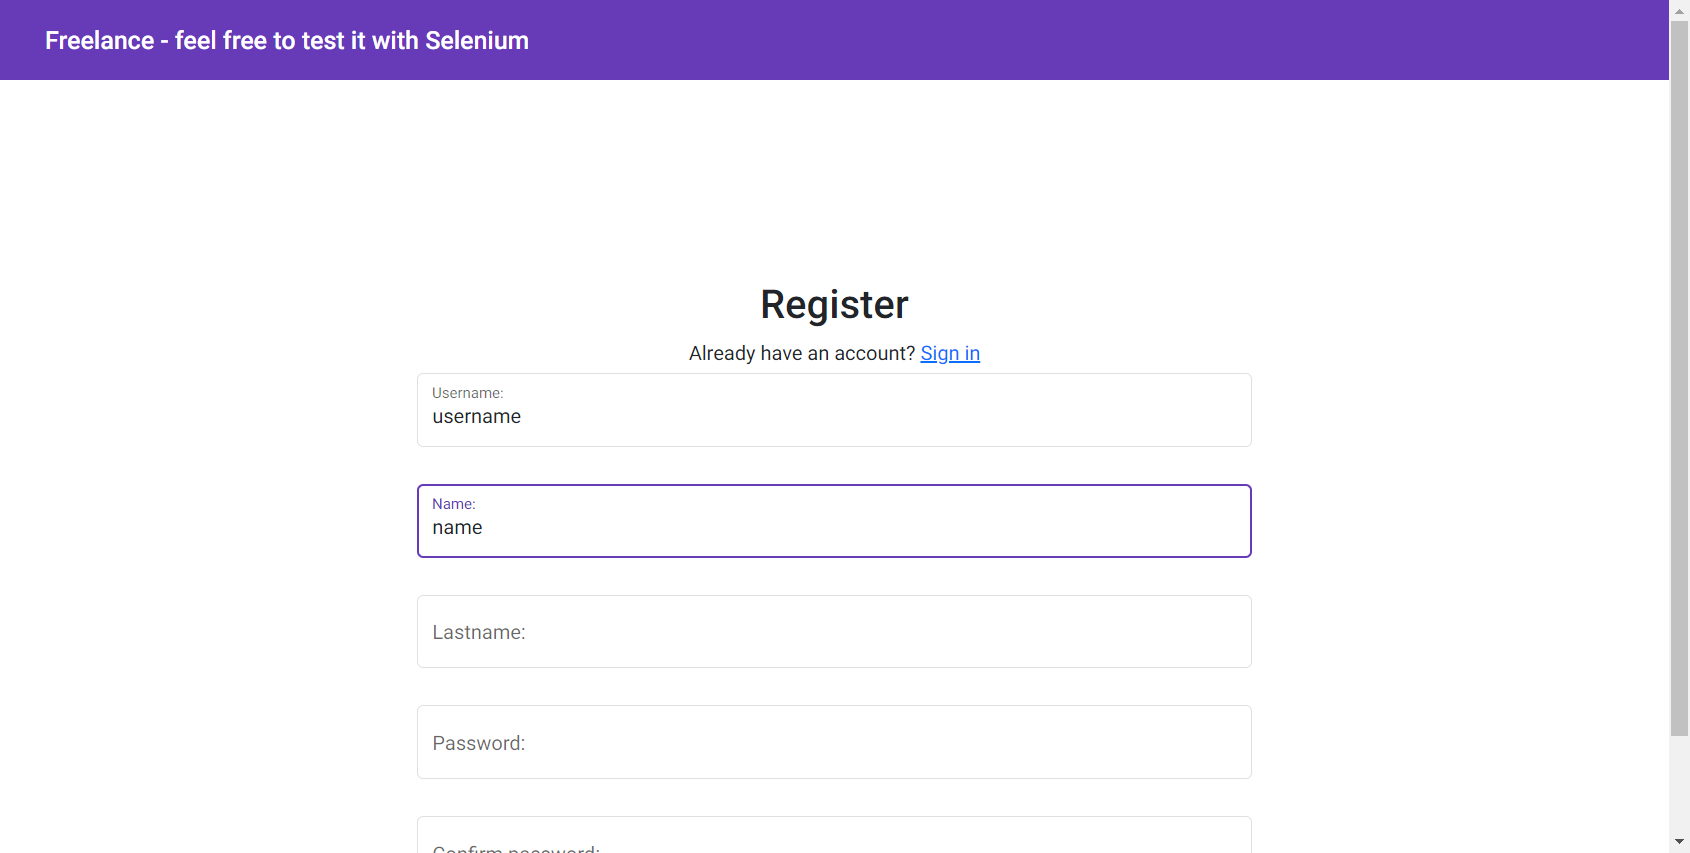 Freelance - feel free to test it with Selenium
Register
Already have an account? Sign in
Username:
username
Name:
name
Lastname:
Password:
Confirm password: